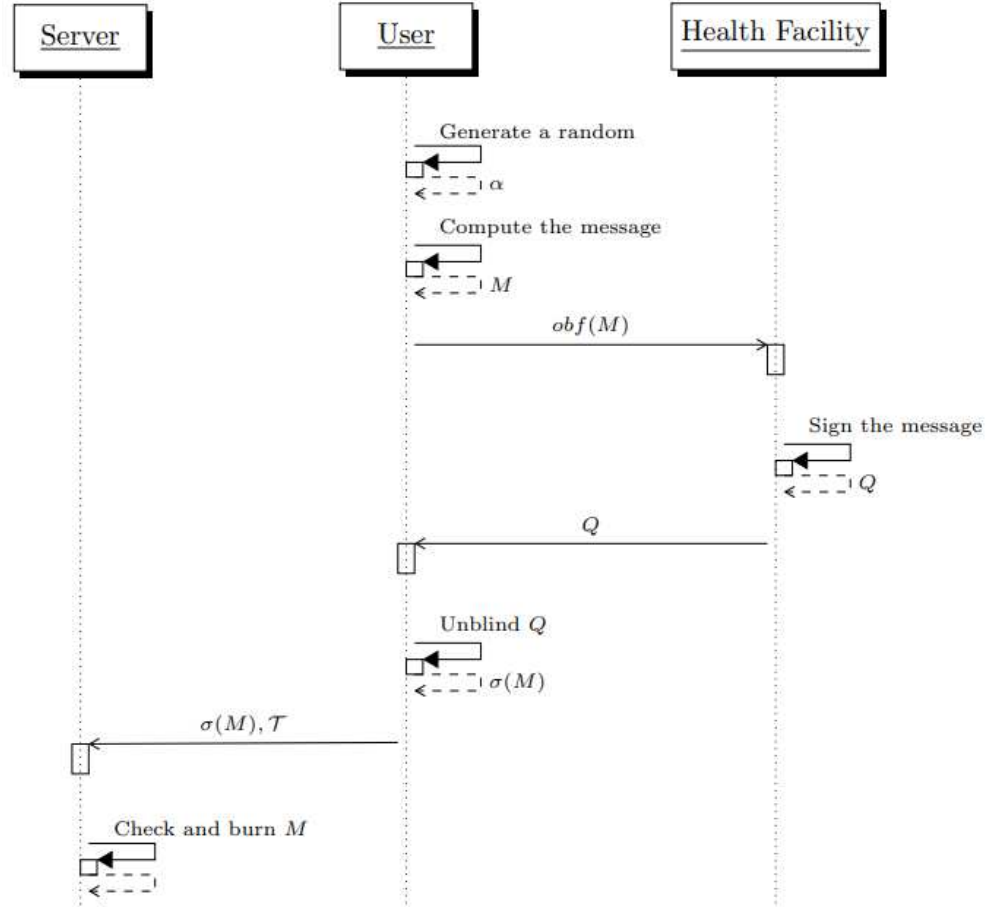 Server
User
Health Facility
Generate a random
α
Compute the message
M
obf(M)
Sign the message
Q
Q
Unblind Q
σ(M)
σ(M), 𝒯
Check and burn M